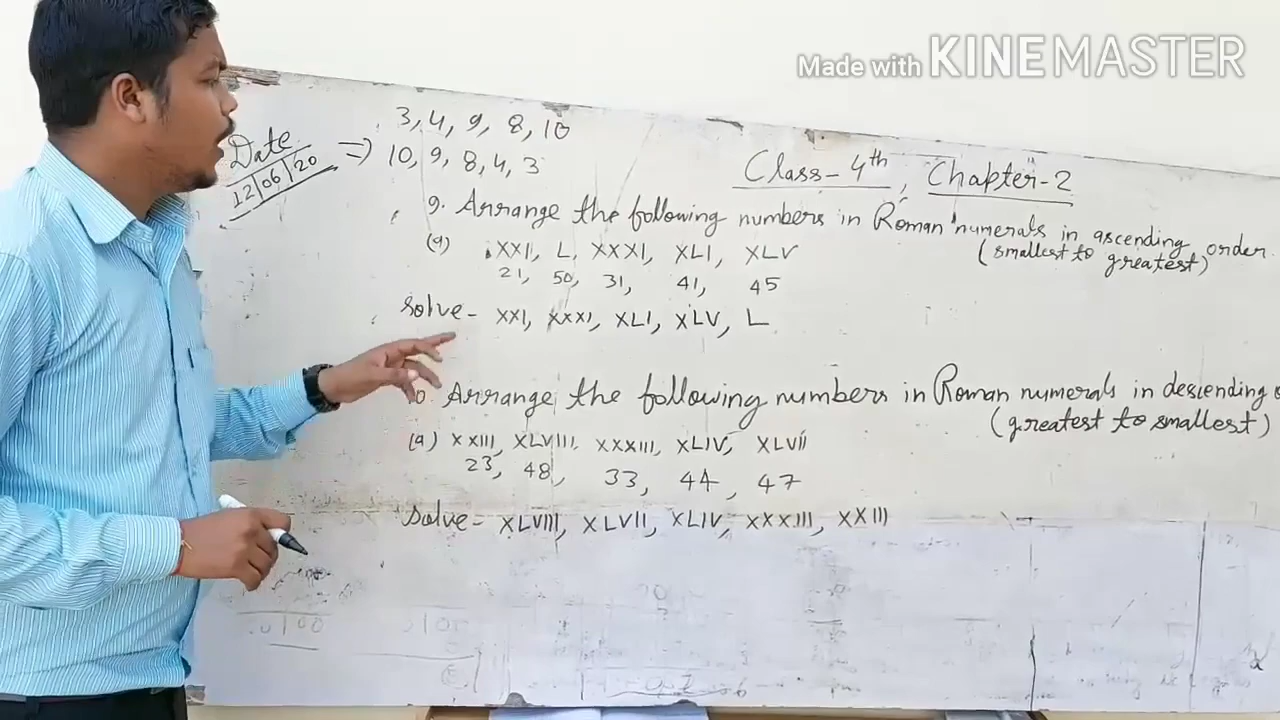 Made with KINEMASTER
3, 4, 9, 8, 10
Date
12/06/20
=) 10, 9, 8, 4, 3
Class-4th, Chapter-2
9. Arrange the following numbers in Roman numerals in ascending order.
(smallest to greatest)
(a) XXI, L, XXXI, XLI, XLV
21, 50, 31, 41, 45
Solve- XXI, XXXI, XLI, XLV, L
0. Arrange the following numbers in Roman numerals in descending o
(greatest to smallest)
(a) XXIII, XLVIII, XXXIII, XLIV, XLVII
23, 48, 33, 44, 47
Solve- XLVIII, XLVII, XLIV, XXXIII, XXIII